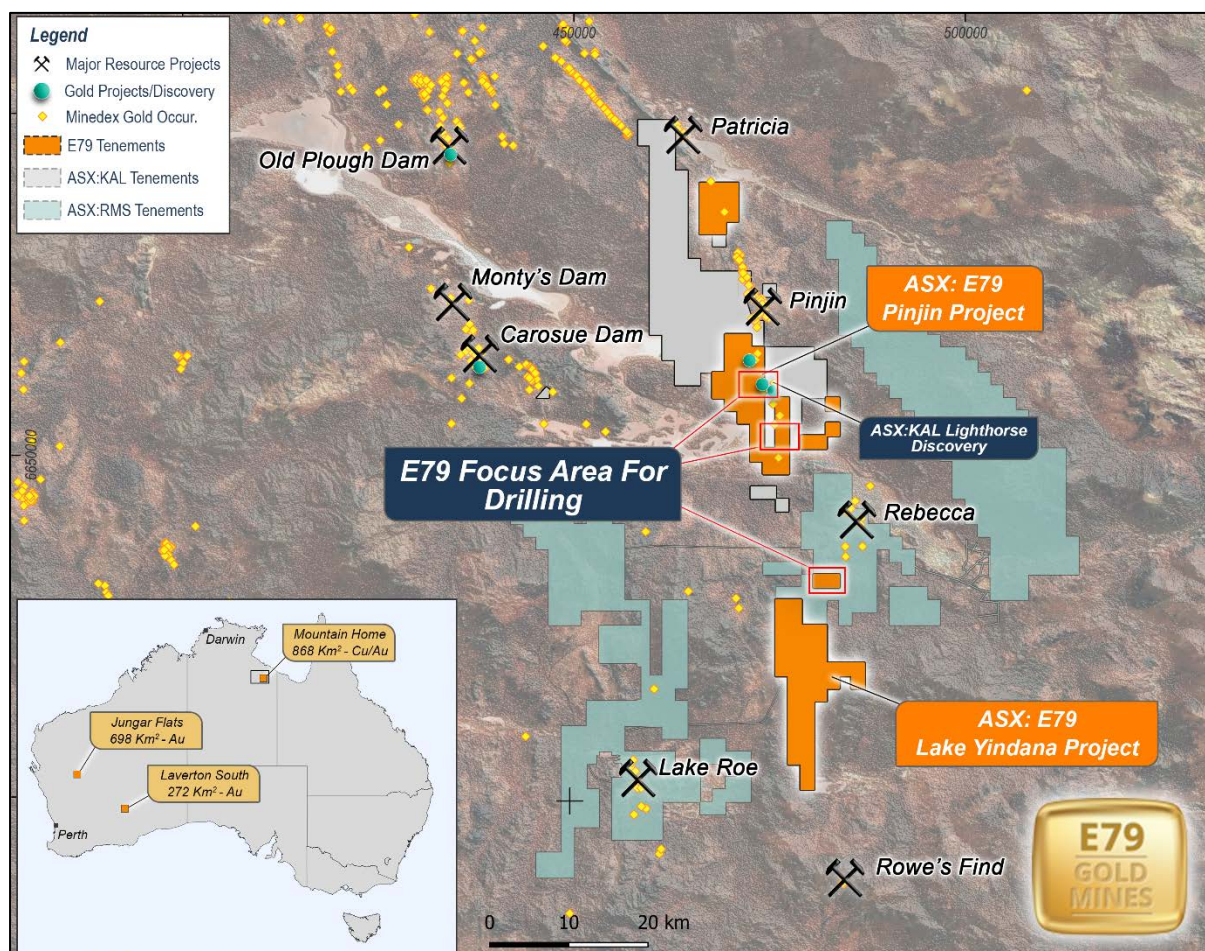 Legend
Major Resource Projects
Gold Projects/Discovery
Minedex Gold Occur.
E79 Tenements
ASX:KAL Tenements
ASX:RMS Tenements
450000
500000
6650000
Patricia
Old Plough Dam
Monty's Dam
Pinjin
ASX: E79
Pinjin Project
Carosue Dam
ASX:KAL Lighthorse
Discovery
E79 Focus Area For
Drilling
Rebecca
ASX: E79
Lake Yindana Project
Lake Roe
Rowe's Find
Darwin
Mountain Home
868 Km² - Cu/Au
Jungar Flats
698 Km² - Au
Laverton South
272 Km² - Au
Perth
0 10 20 km
E79
GOLD
MINES